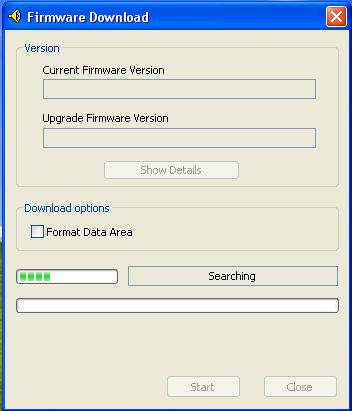 Firmware Download
Version
Current Firmware Version
Upgrade Firmware Version
Show Details
Download options
Format Data Area
Searching
Start
Close